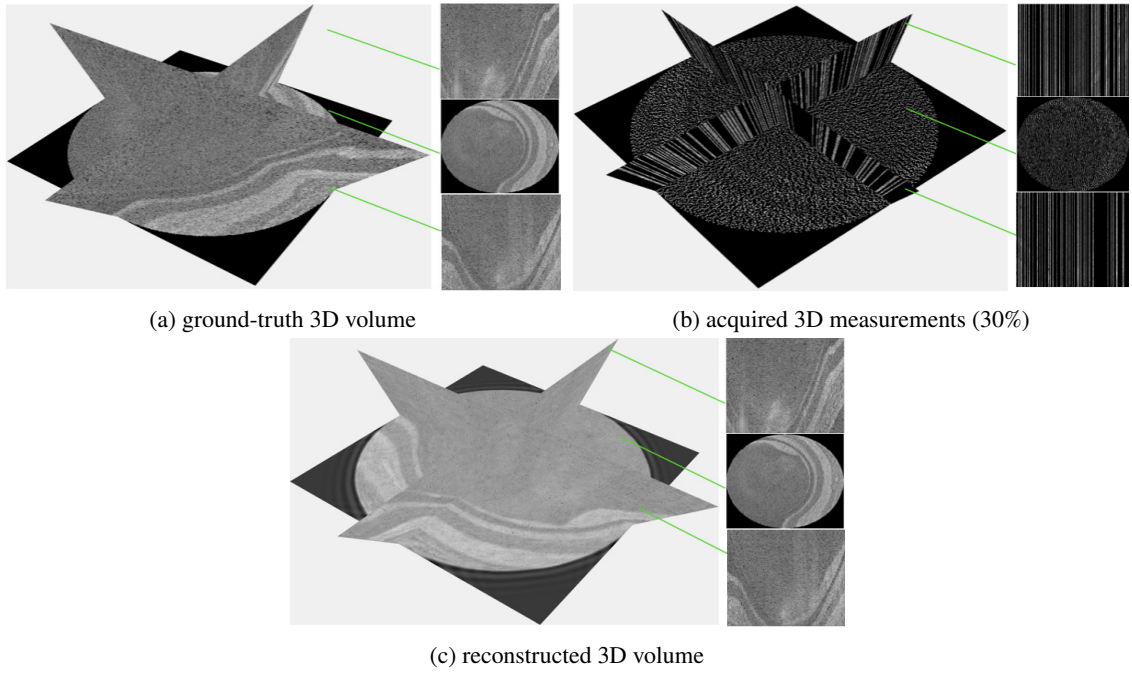 (a) ground-truth 3D volume
(b) acquired 3D measurements (30%)
(c) reconstructed 3D volume